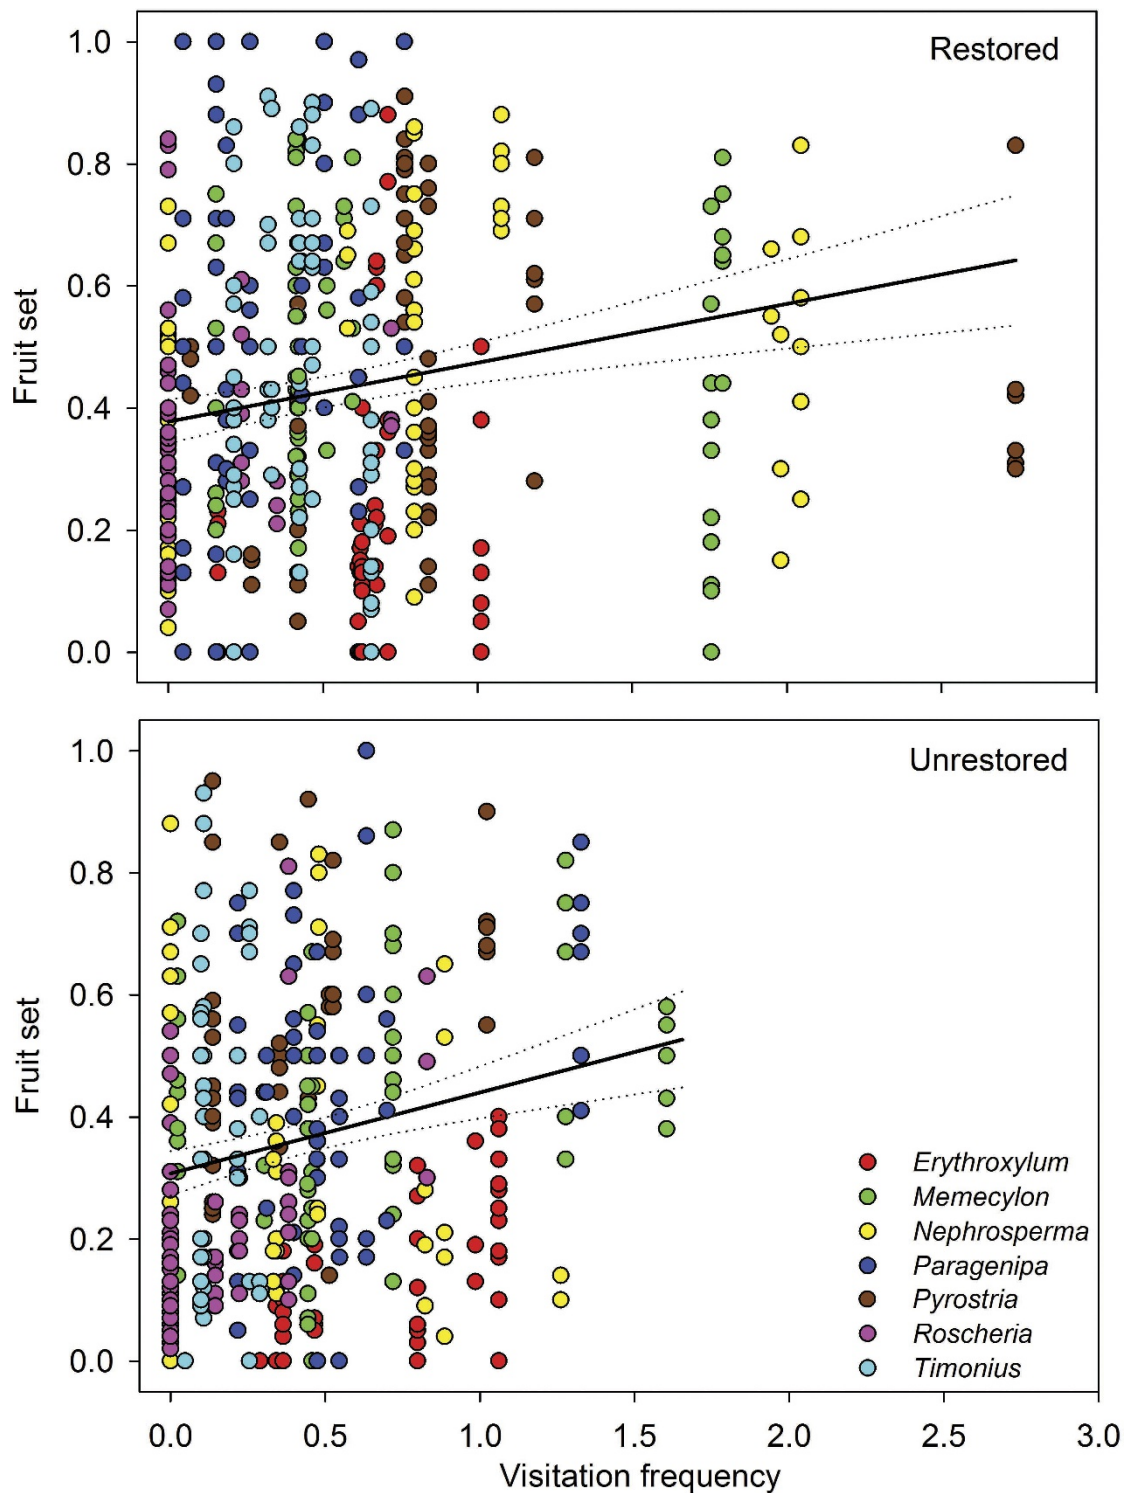 Restored
1.0
0.8
0.6
0.4
0.2
0.0
Fruit set
Unrestored
1.0
0.8
0.6
0.4
0.2
0.0
Fruit set
Erythroxylum
Memecylon
Nephrosperma
Paragenipa
Pyrostria
Roscheria
Timonius
0.0 0.5 1.0 1.5 2.0 2.5 3.0
Visitation frequency